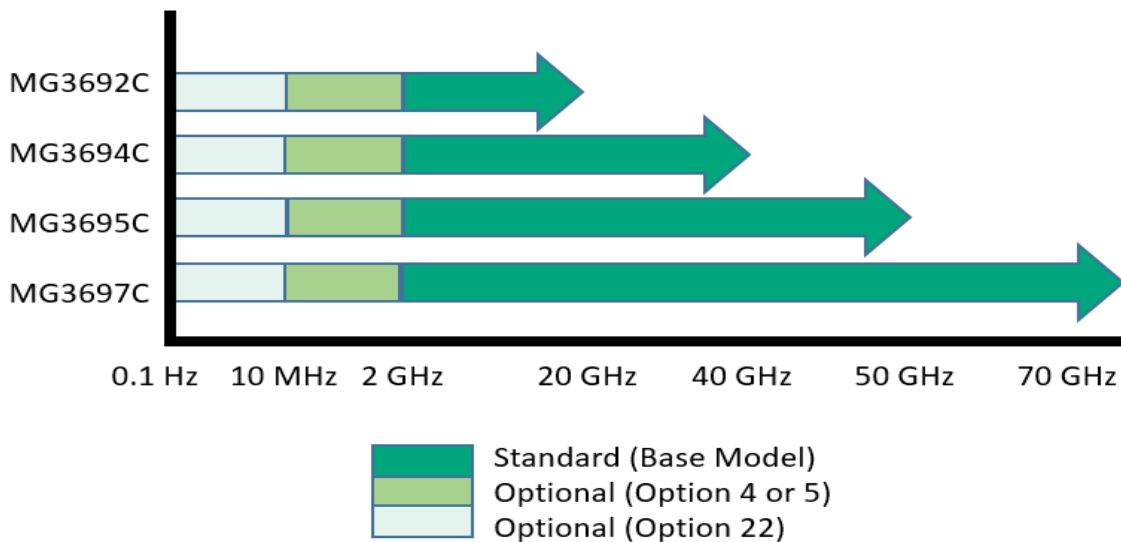 MG3692C
MG3694C
MG3695C
MG3697C
0.1 Hz 10 MHz 2 GHz 20 GHz 40 GHz 50 GHz 70 GHz
Standard (Base Model)
Optional (Option 4 or 5)
Optional (Option 22)